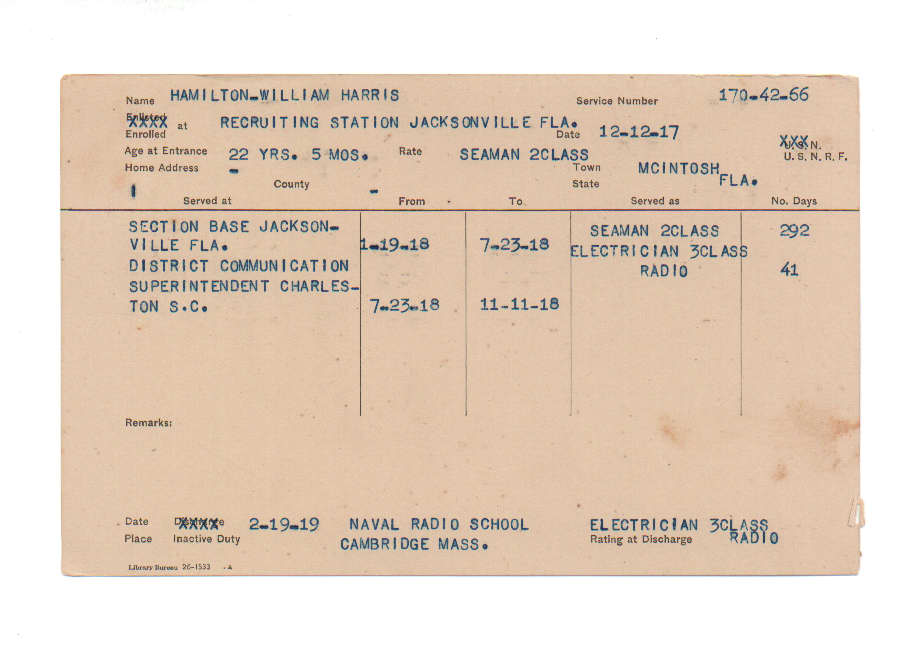 Name HAMILTON-WILLIAM HARRIS Service Number 170-42-66
Enlisted XXXX
Enrolled at RECRUITING STATION JACKSONVILLE FLA. Date 12-12-17
Age at Entrance 22 YRS. 5 MOS. Rate SEAMAN 2CLASS U.S.N. XXX
U. S. N. R. F.
Home Address - County - Town State MCINTOSH, FLA.
Served at From To Served as No. Days
SECTION BASE JACKSON- SEAMAN 2CLASS 292
VILLE FLA. 1-19-18 7-23-18 ELECTRICIAN 3CLASS
DISTRICT COMMUNICATION RADIO 41
SUPERINTENDENT CHARLES-
TON S.C. 7-23-18 11-11-18
Remarks:
Date Discharge XXXX 2-19-19 NAVAL RADIO SCHOOL ELECTRICIAN 3CLASS
Place Inactive Duty CAMBRIDGE MASS. Rating at Discharge RADIO
Library Bureau 26-1533 - A